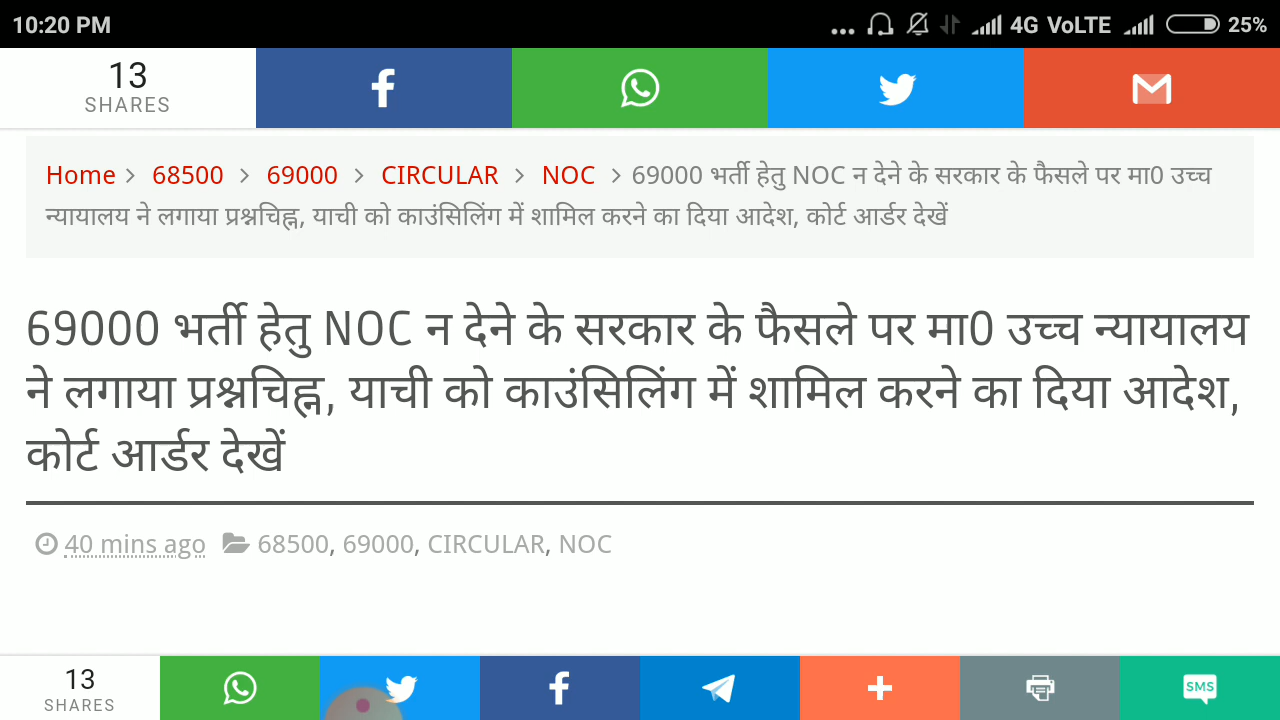 10:20 PM ... 4G VoLTE 25%
13
SHARES
Home > 68500 > 69000 > CIRCULAR > NOC > 69000 भर्ती हेतु NOC न देने के सरकार के फैसले पर मा0 उच्च
न्यायालय ने लगाया प्रश्नचिह्न, याची को काउंसिलिंग में शामिल करने का दिया आदेश, कोर्ट आर्डर देखें
69000 भर्ती हेतु NOC न देने के सरकार के फैसले पर मा0 उच्च न्यायालय
ने लगाया प्रश्नचिह्न, याची को काउंसिलिंग में शामिल करने का दिया आदेश,
कोर्ट आर्डर देखें
40 mins ago 68500, 69000, CIRCULAR, NOC
13
SHARES
SMS